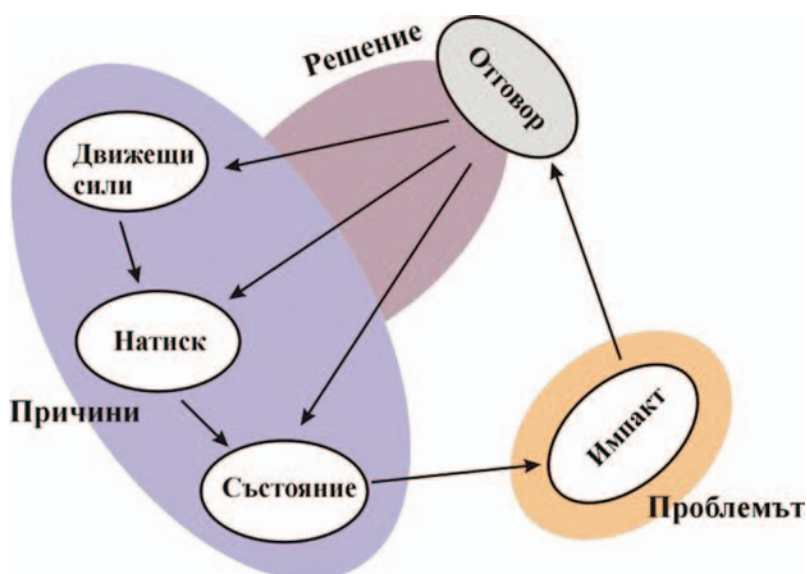 Решение
Отговор
Движещи
сили
Натиск
Причини
Състояние
Импакт
Проблемът